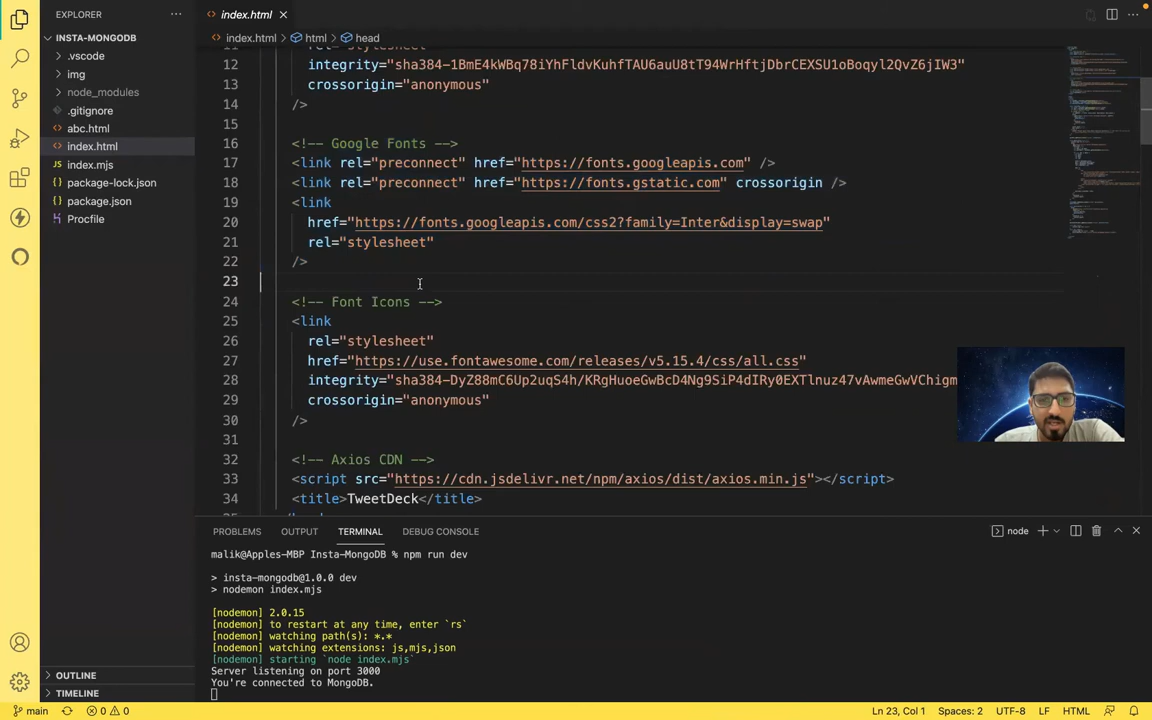 EXPLORER
INSTA-MONGODB
.vscode
img
node_modules
.gitignore
abc.html
index.html
index.mjs
package-lock.json
package.json
Procfile
OUTLINE
TIMELINE
index.html
index.html > html > head
12 integrity="sha384-1BmE4kWBq78iYhFldvKuhfTAU6auU8tT94WrHftjDbrCEXSU1oBoqyl2QvZ6jIW3"
13 crossorigin="anonymous"
14 />
15
16 <!-- Google Fonts -->
17 <link rel="preconnect" href="https://fonts.googleapis.com" />
18 <link rel="preconnect" href="https://fonts.gstatic.com" crossorigin />
19 <link
20 href="https://fonts.googleapis.com/css2?family=Inter&display=swap"
21 rel="stylesheet"
22 />
23
24 <!-- Font Icons -->
25 <link
26 rel="stylesheet"
27 href="https://use.fontawesome.com/releases/v5.15.4/css/all.css"
28 integrity="sha384-DyZ88mC6Up2uqS4h/KRgHuoeGwBcD4Ng9SiP4dIRy0EXTlnuz47vAwmeGwVChigm
29 crossorigin="anonymous"
30 />
31
32 <!-- Axios CDN -->
33 <script src="https://cdn.jsdelivr.net/npm/axios/dist/axios.min.js"></script>
34 <title>TweetDeck</title>
PROBLEMS OUTPUT TERMINAL DEBUG CONSOLE node
malik@Apples-MBP Insta-MongoDB % npm run dev
> insta-mongodb@1.0.0 dev
> nodemon index.mjs
[nodemon] 2.0.15
[nodemon] to restart at any time, enter `rs`
[nodemon] watching path(s): *.*
[nodemon] watching extensions: js,mjs,json
[nodemon] starting `node index.mjs`
Server listening on port 3000
You're connected to MongoDB.
main 0 0 Ln 23, Col 1 Spaces: 2 UTF-8 LF HTML